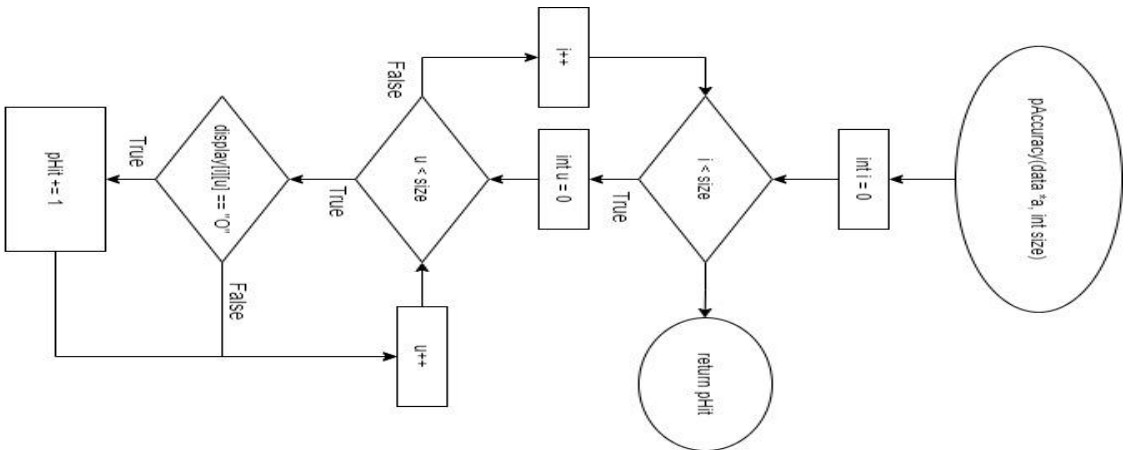 pAccuracy(data *a, int size)
int i = 0
i < size
True
return pHit
int u = 0
i++
u < size
False
True
u++
display[i][u] == "O"
False
True
pHit += 1